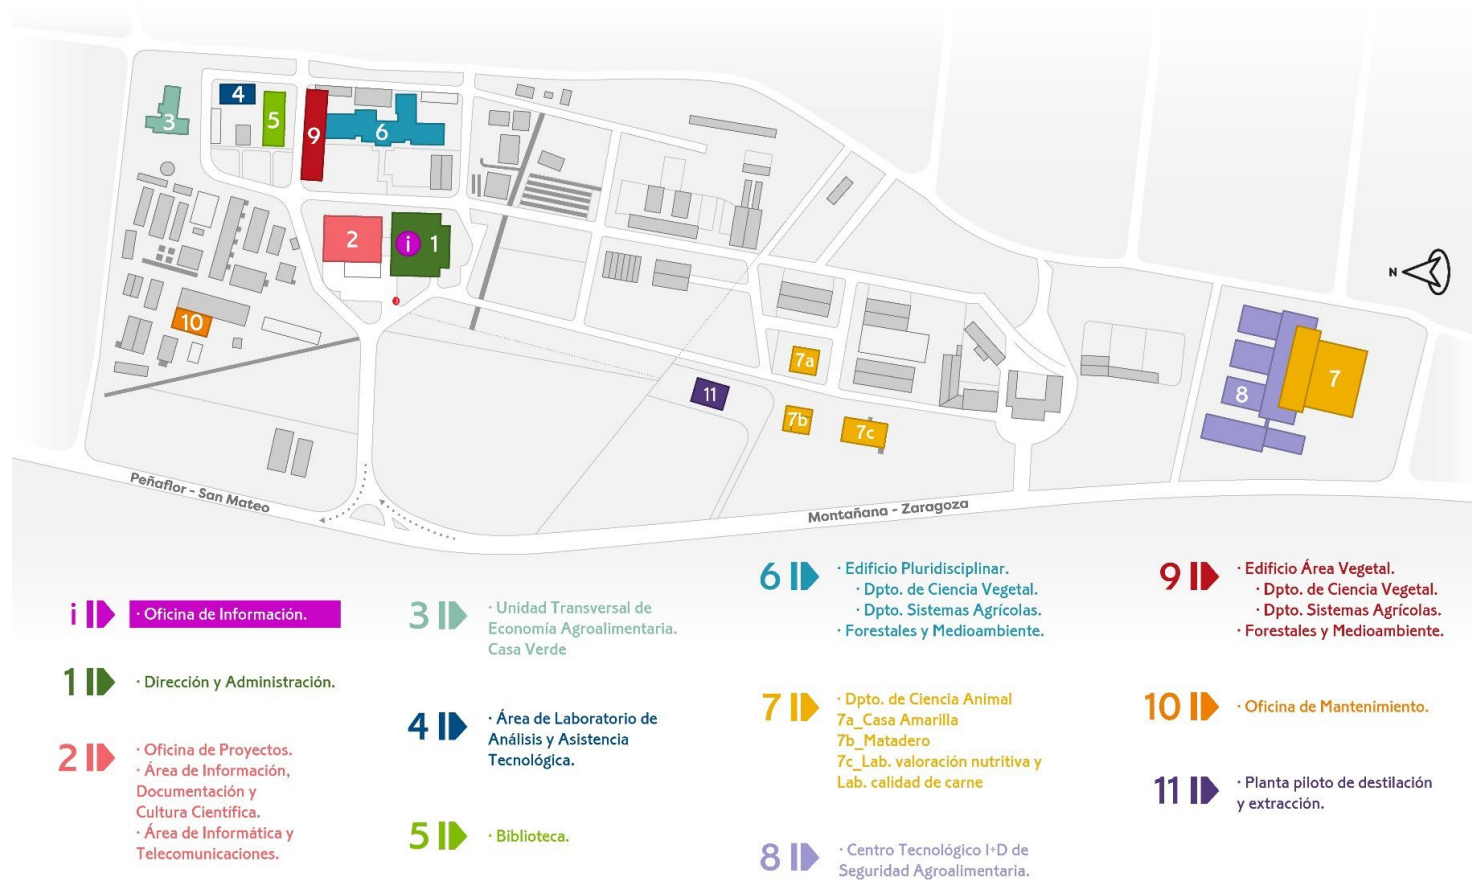 4
3
5
9
6
2
i
1
N
10
7a
11
7b
7c
8
7
Peñaflor - San Mateo
Montañana - Zaragoza
i
· Oficina de Información.
1
· Dirección y Administración.
2
· Oficina de Proyectos.
· Área de Información,
Documentación y
Cultura Científica.
· Área de Informática y
Telecomunicaciones.
3
· Unidad Transversal de
Economía Agroalimentaria.
Casa Verde
4
· Área de Laboratorio de
Análisis y Asistencia
Tecnológica.
5
· Biblioteca.
6
· Edificio Pluridisciplinar.
· Dpto. de Ciencia Vegetal.
· Dpto. Sistemas Agrícolas.
· Forestales y Medioambiente.
7
· Dpto. de Ciencia Animal
7a_Casa Amarilla
7b_Matadero
7c_Lab. valoración nutritiva y
Lab. calidad de carne
8
· Centro Tecnológico I+D de
Seguridad Agroalimentaria.
9
· Edificio Área Vegetal.
· Dpto. de Ciencia Vegetal.
· Dpto. Sistemas Agrícolas.
· Forestales y Medioambiente.
10
· Oficina de Mantenimiento.
11
· Planta piloto de destilación
y extracción.